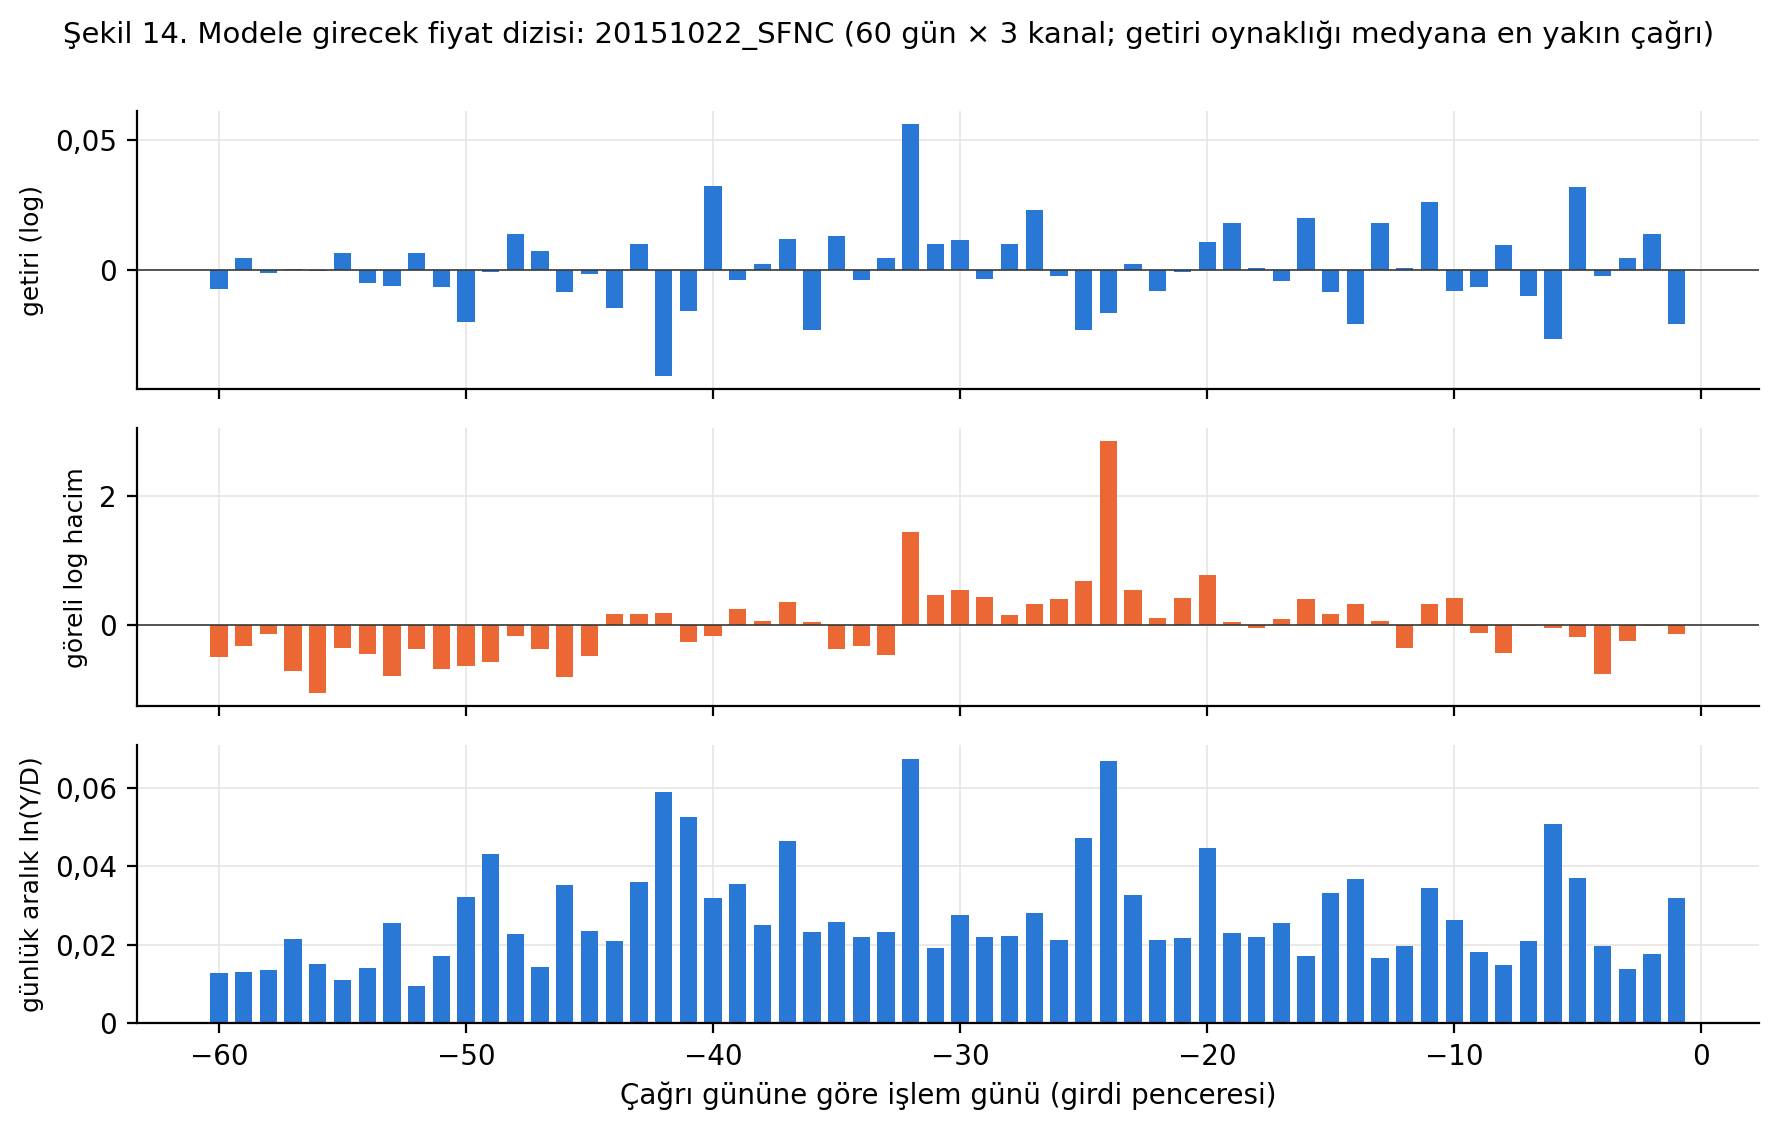 Şekil 14. Modele girecek fiyat dizisi: 20151022_SFNC (60 gün × 3 kanal; getiri oynaklığı medyana en yakın çağrı)
getiri (log)
0,05
0
göreli log hacim
2
0
günlük aralık ln(Y/D)
0,06
0,04
0,02
0
−60 −50 −40 −30 −20 −10 0
Çağrı gününe göre işlem günü (girdi penceresi)